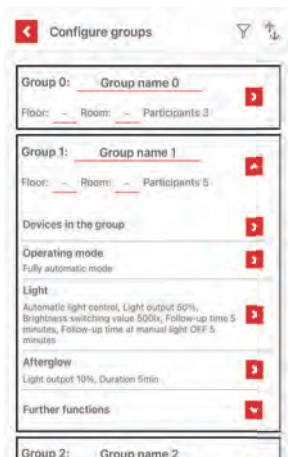 Configure groups
Group 0: Group name 0
Floor: - Room: - Participants 3
Group 1: Group name 1
Floor: - Room: - Participants 5
Devices in the group
Operating mode
Fully automatic mode
Light
Automatic light control, Light output 50%,
Brightness switching value 500lx, Follow-up time 5
minutes, Follow-up time at manual light OFF 5
minutes
Afterglow
Light output 10%, Duration 5min
Further functions
Group 2: Group name 2